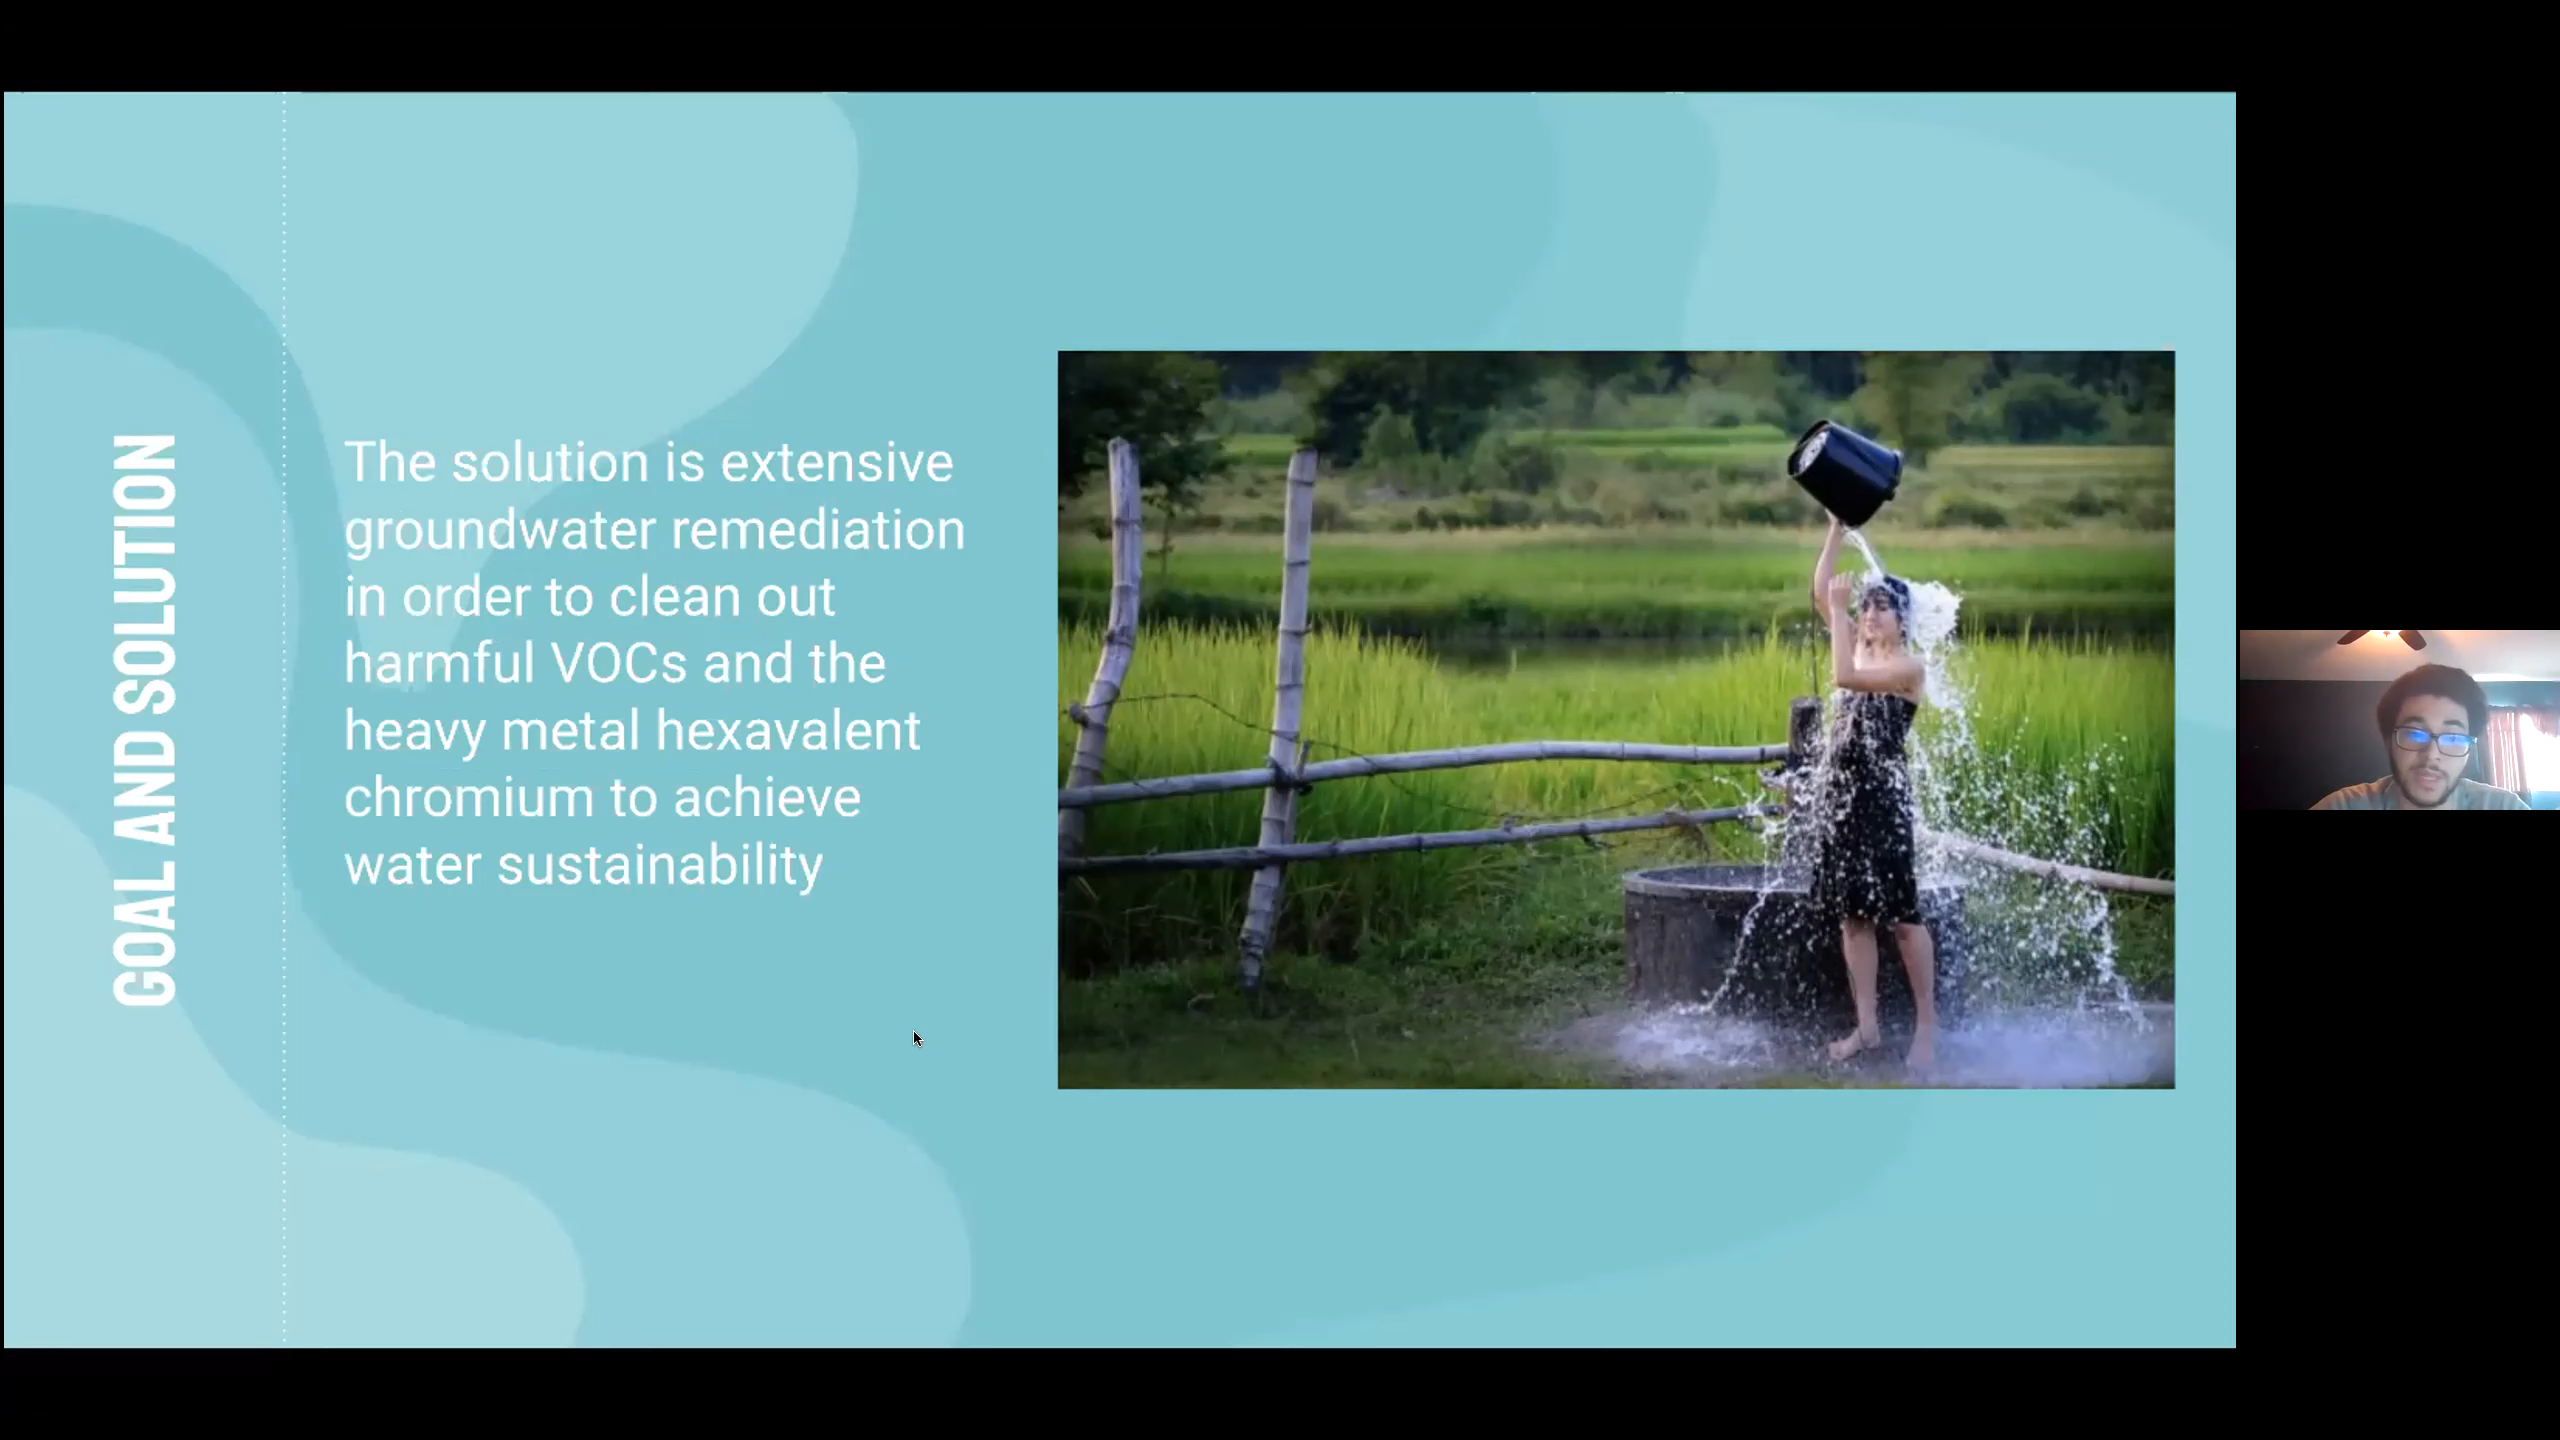 GOAL AND SOLUTION
The solution is extensive
groundwater remediation
in order to clean out
harmful VOCs and the
heavy metal hexavalent
chromium to achieve
water sustainability